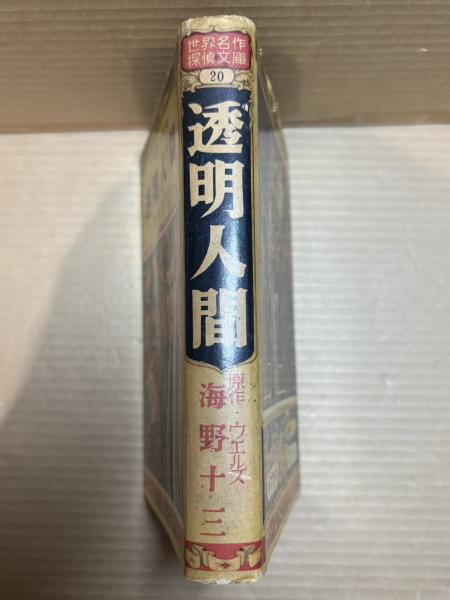 世界名作
探偵文庫
20
透明人間
原作・ウエルズ
海野十三